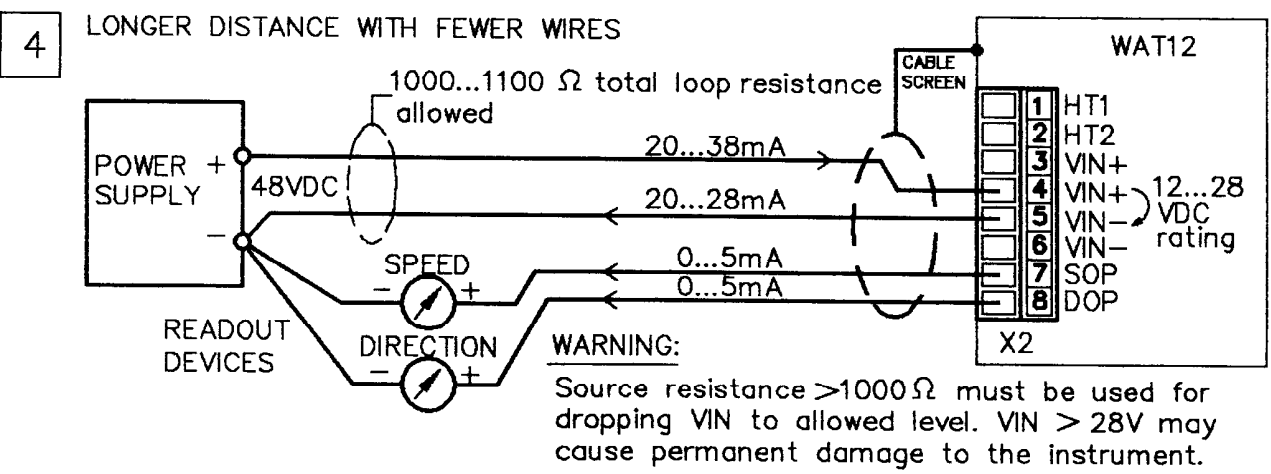 4
LONGER DISTANCE WITH FEWER WIRES
WAT12
CABLE
SCREEN
1000...1100 Ω total loop resistance
allowed
1 HT1
2 HT2
3 VIN+
4 VIN+
5 VIN−
6 VIN−
7 SOP
8 DOP
12...28
VDC
rating
X2
POWER +
SUPPLY
−
48VDC
20...38mA
20...28mA
0...5mA
0...5mA
SPEED
− +
READOUT
DEVICES
DIRECTION
− +
WARNING:
Source resistance >1000Ω must be used for
dropping VIN to allowed level. VIN > 28V may
cause permanent damage to the instrument.